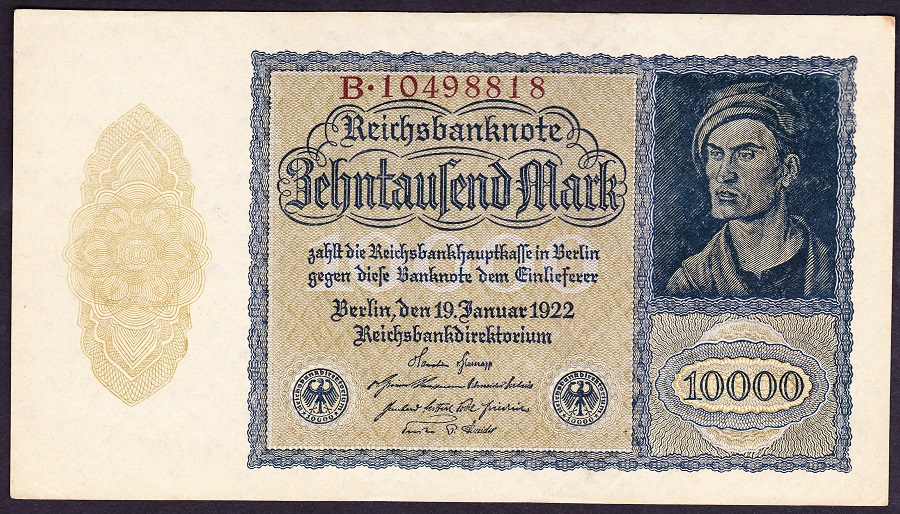 B·10498818
Reichsbanknote
Zehntausend Mark
zahlt die Reichsbankhauptkasse in Berlin
gegen diese Banknote dem Einlieferer
Berlin, den 19. Januar 1922
Reichsbankdirektorium
10000